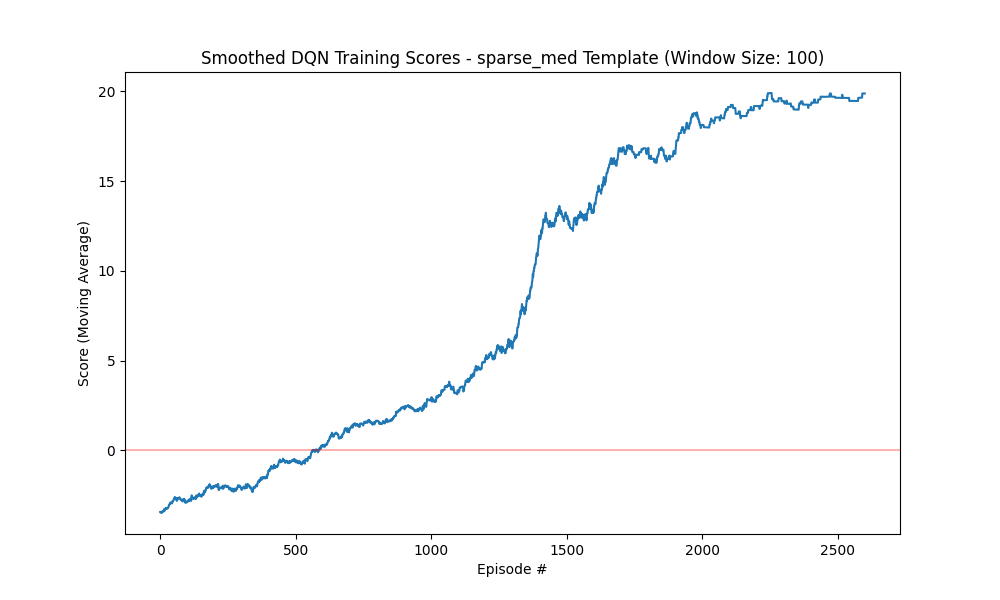 Smoothed DQN Training Scores - sparse_med Template (Window Size: 100)
20
15
10
5
0
Score (Moving Average)
0 500 1000 1500 2000 2500
Episode #